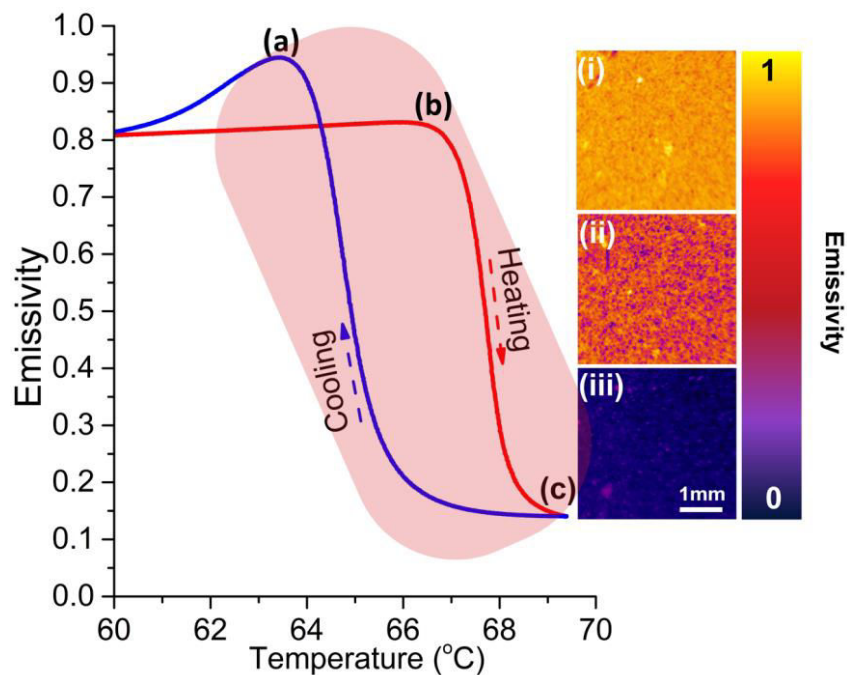 1.0
0.9
0.8
0.7
0.6
0.5
0.4
0.3
0.2
0.1
0.0
Emissivity
60
62
64
66
68
70
Temperature (°C)
(a)
(b)
(c)
Heating
Cooling
(i)
(ii)
(iii)
1mm
1
0
Emissivity